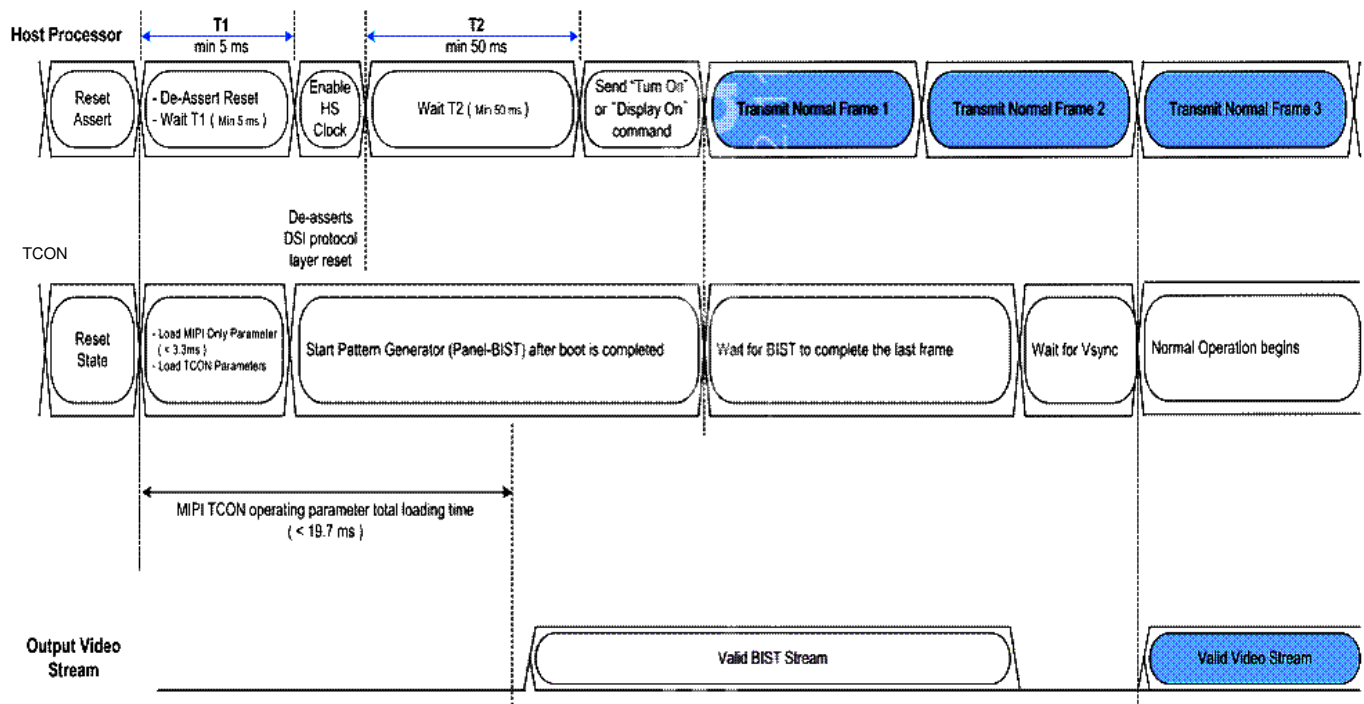 T1
T2
Host Processor
min 5 ms
min 50 ms
Reset
Assert
- De-Assert Reset
- Wait T1 ( Min 5 ms )
Enable
HS
Clock
Wait T2 ( Min 50 ms )
Send "Turn On"
or "Display On"
command
Transmit Normal Frame 1
Transmit Normal Frame 2
Transmit Normal Frame 3
De-asserts
DSI protocol
layer reset
TCON
Reset
State
- Load MIPI Only Parameter
( < 3.3ms )
- Load TCON Parameters
Start Pattern Generator (Panel-BIST) after boot is completed
Wait for BIST to complete the last frame
Wait for Vsync
Normal Operation begins
MIPI TCON operating parameter total loading time
( < 19.7 ms )
Output Video
Stream
Valid BIST Stream
Valid Video Stream